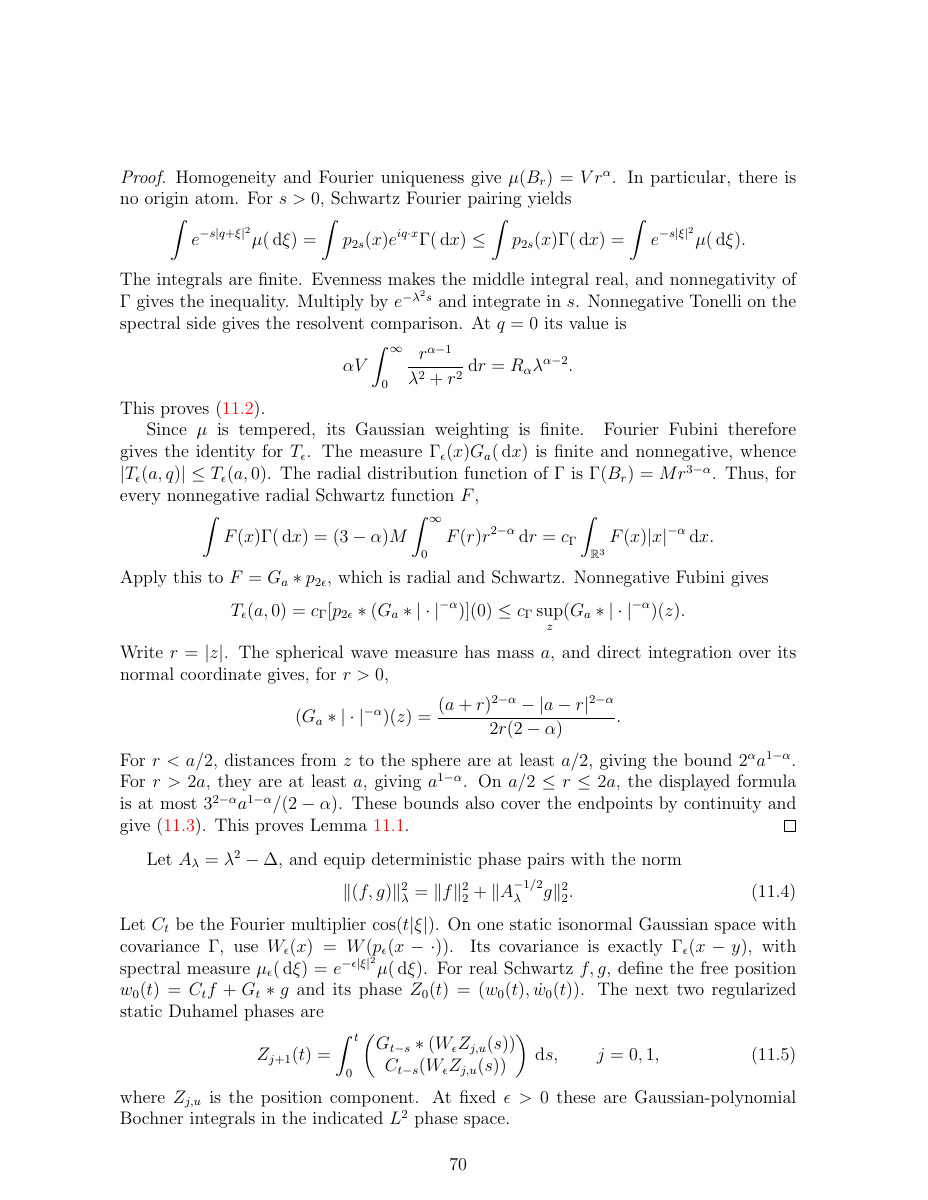 Proof. Homogeneity and Fourier uniqueness give μ(B_r) = V r^α. In particular, there is
no origin atom. For s > 0, Schwartz Fourier pairing yields
∫ e^{−s|q+ξ|²} μ(dξ) = ∫ p_{2s}(x)e^{iq·x}Γ(dx) ≤ ∫ p_{2s}(x)Γ(dx) = ∫ e^{−s|ξ|²} μ(dξ).
The integrals are finite. Evenness makes the middle integral real, and nonnegativity of
Γ gives the inequality. Multiply by e^{−λ²s} and integrate in s. Nonnegative Tonelli on the
spectral side gives the resolvent comparison. At q = 0 its value is
αV ∫_0^∞ \frac{r^{α−1}}{λ² + r²} dr = R_α λ^{α−2}.
This proves (11.2).
Since μ is tempered, its Gaussian weighting is finite. Fourier Fubini therefore
gives the identity for T_ϵ. The measure Γ_ϵ(x)G_a(dx) is finite and nonnegative, whence
|T_ϵ(a, q)| ≤ T_ϵ(a, 0). The radial distribution function of Γ is Γ(B_r) = M r^{3−α}. Thus, for
every nonnegative radial Schwartz function F,
∫ F(x)Γ(dx) = (3 − α)M ∫_0^∞ F(r)r^{2−α} dr = c_Γ ∫_{ℝ³} F(x)|x|^{−α} dx.
Apply this to F = G_a ∗ p_{2ϵ}, which is radial and Schwartz. Nonnegative Fubini gives
T_ϵ(a, 0) = c_Γ[p_{2ϵ} ∗ (G_a ∗ | · |^{−α})](0) ≤ c_Γ sup_z (G_a ∗ | · |^{−α})(z).
Write r = |z|. The spherical wave measure has mass a, and direct integration over its
normal coordinate gives, for r > 0,
(G_a ∗ | · |^{−α})(z) = \frac{(a + r)^{2−α} − |a − r|^{2−α}}{2r(2 − α)}.
For r < a/2, distances from z to the sphere are at least a/2, giving the bound 2^α a^{1−α}.
For r > 2a, they are at least a, giving a^{1−α}. On a/2 ≤ r ≤ 2a, the displayed formula
is at most 3^{2−α}a^{1−α}/(2 − α). These bounds also cover the endpoints by continuity and
give (11.3). This proves Lemma 11.1. □
Let A_λ = λ² − Δ, and equip deterministic phase pairs with the norm
∥(f, g)∥_λ² = ∥f∥_2² + ∥A_λ^{−1/2} g∥_2². (11.4)
Let C_t be the Fourier multiplier cos(t|ξ|). On one static isonormal Gaussian space with
covariance Γ, use W_ϵ(x) = W(p_ϵ(x − ·)). Its covariance is exactly Γ_ϵ(x − y), with
spectral measure μ_ϵ(dξ) = e^{−ϵ|ξ|²} μ(dξ). For real Schwartz f, g, define the free position
w_0(t) = C_t f + G_t ∗ g and its phase Z_0(t) = (w_0(t), ẇ_0(t)). The next two regularized
static Duhamel phases are
Z_{j+1}(t) = ∫_0^t \begin{pmatrix} G_{t−s} ∗ (W_ϵ Z_{j,u}(s)) \\ C_{t−s}(W_ϵ Z_{j,u}(s)) \end{pmatrix} ds, j = 0, 1, (11.5)
where Z_{j,u} is the position component. At fixed ϵ > 0 these are Gaussian-polynomial
Bochner integrals in the indicated L² phase space.
70